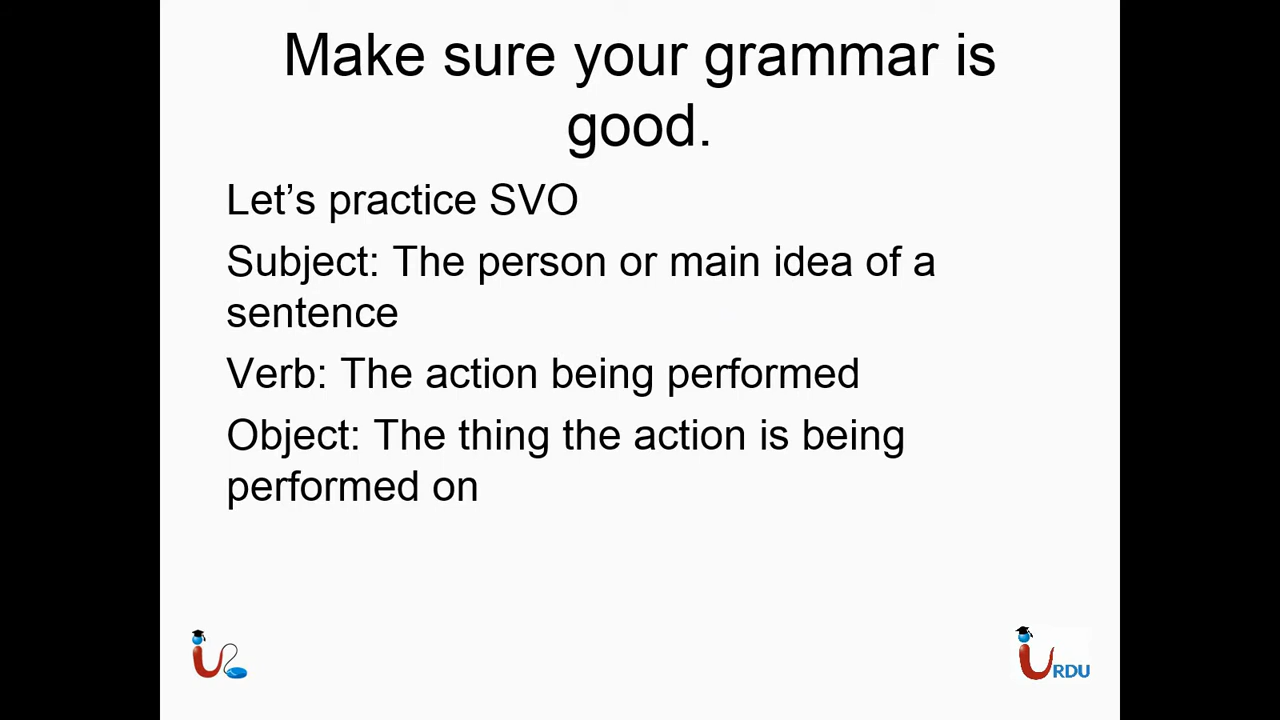 Make sure your grammar is
good.
Let’s practice SVO
Subject: The person or main idea of a
sentence
Verb: The action being performed
Object: The thing the action is being
performed on
URDU